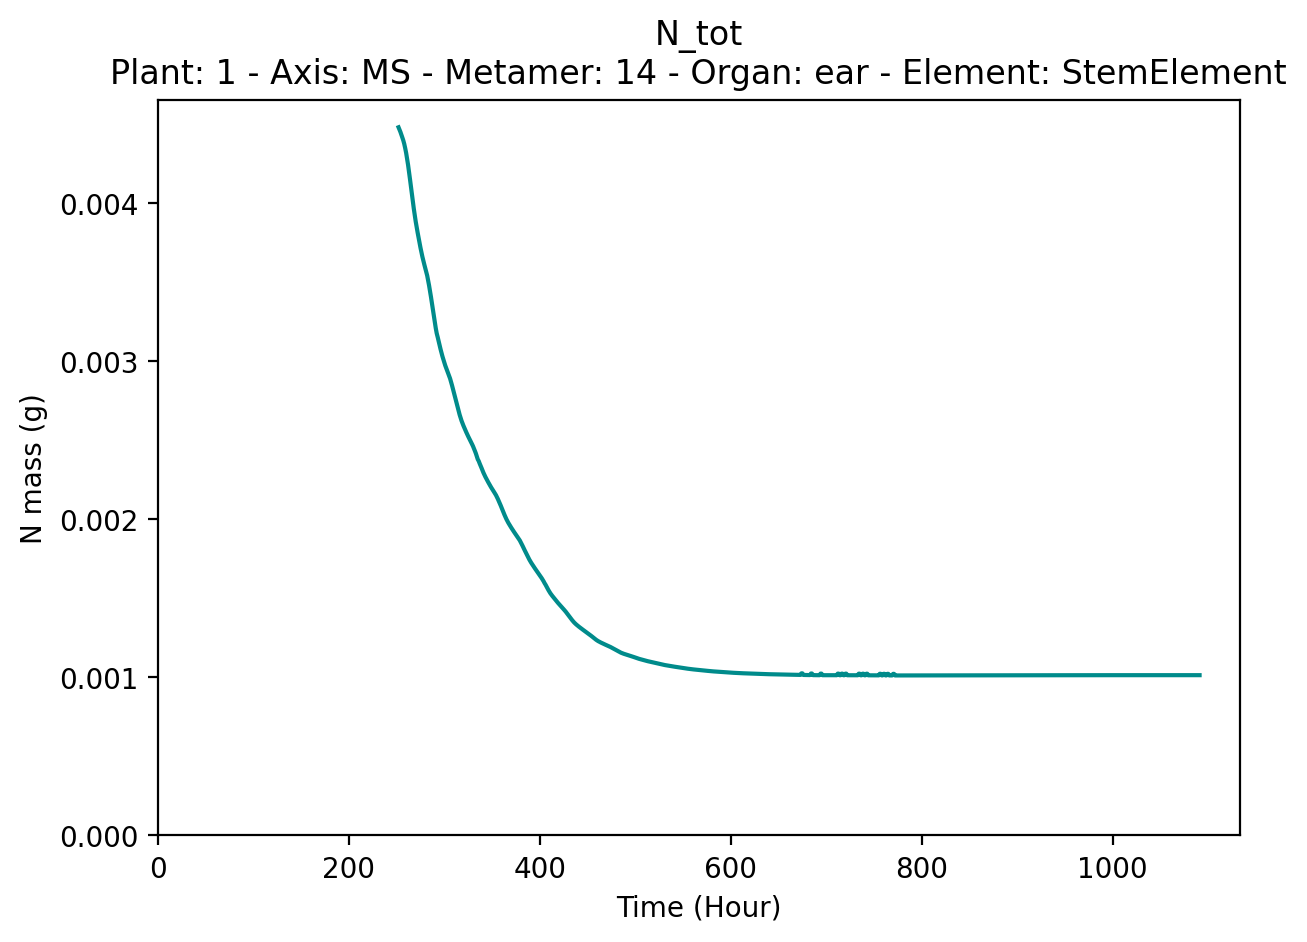 N_tot
Plant: 1 - Axis: MS - Metamer: 14 - Organ: ear - Element: StemElement
N mass (g)
0.004
0.003
0.002
0.001
0.000
0
200
400
600
800
1000
Time (Hour)